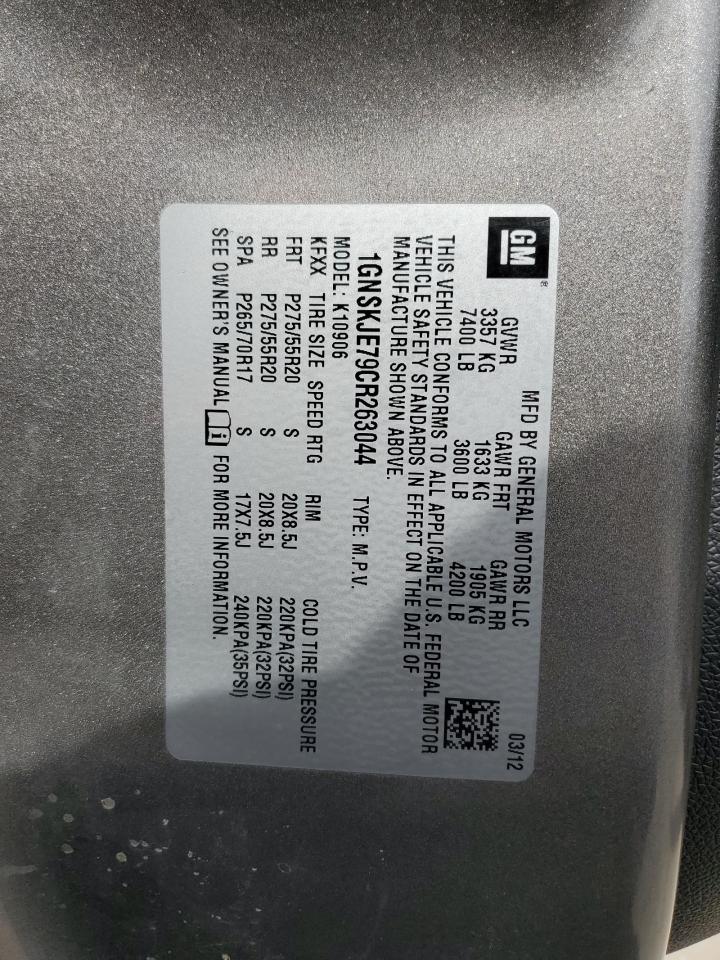 GM®
MFD BY GENERAL MOTORS LLC 03/12
GVWR GAWR FRT GAWR RR
3357 KG 1633 KG 1905 KG
7400 LB 3600 LB 4200 LB
THIS VEHICLE CONFORMS TO ALL APPLICABLE U.S. FEDERAL MOTOR
VEHICLE SAFETY STANDARDS IN EFFECT ON THE DATE OF
MANUFACTURE SHOWN ABOVE.
1GNSKJE79CR263044 TYPE: M.P.V.
MODEL: K10906
KFXX TIRE SIZE SPEED RTG RIM COLD TIRE PRESSURE
FRT P275/55R20 S 20X8.5J 220KPA(32PSI)
RR P275/55R20 S 20X8.5J 220KPA(32PSI)
SPA P265/70R17 S 17X7.5J 240KPA(35PSI)
SEE OWNER'S MANUAL i FOR MORE INFORMATION.